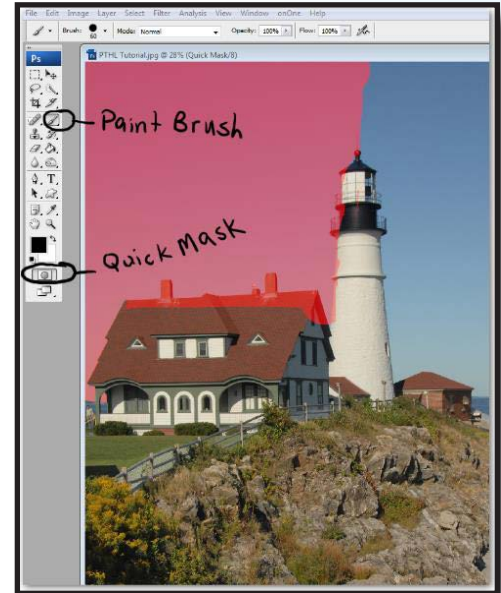 File Edit Image Layer Select Filter Analysis View Window onOne Help
Brush: 60 Mode: Normal Opacity: 100% Flow: 100%
Ps
PTHL Tutorial.jpg @ 28% (Quick Mask/8)
Paint Brush
T
Quick Mask